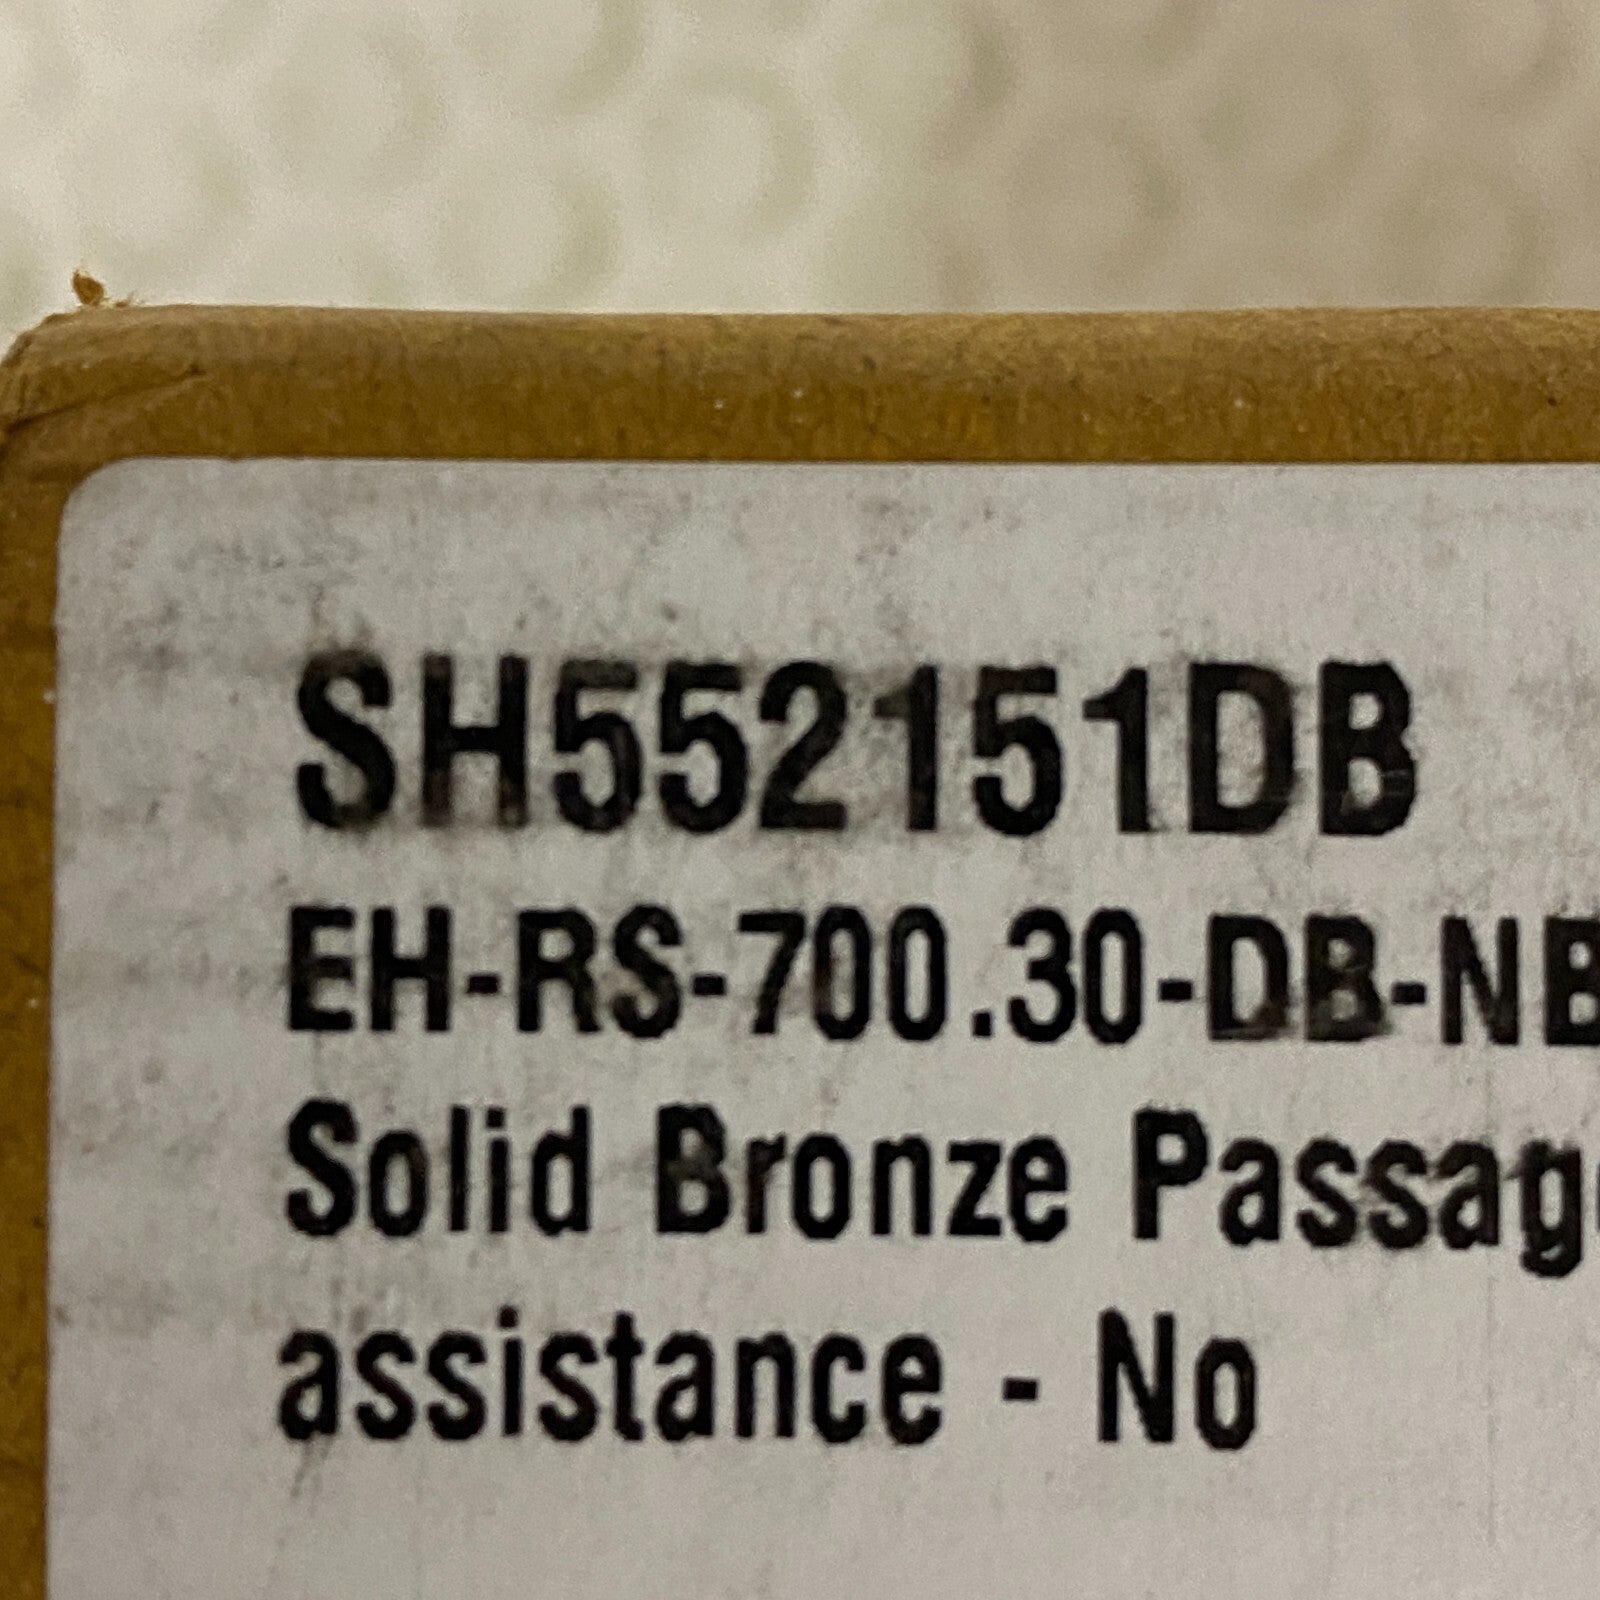 SH552151DB
EH-RS-700.30-DB-NB
Solid Bronze Passage
assistance - No